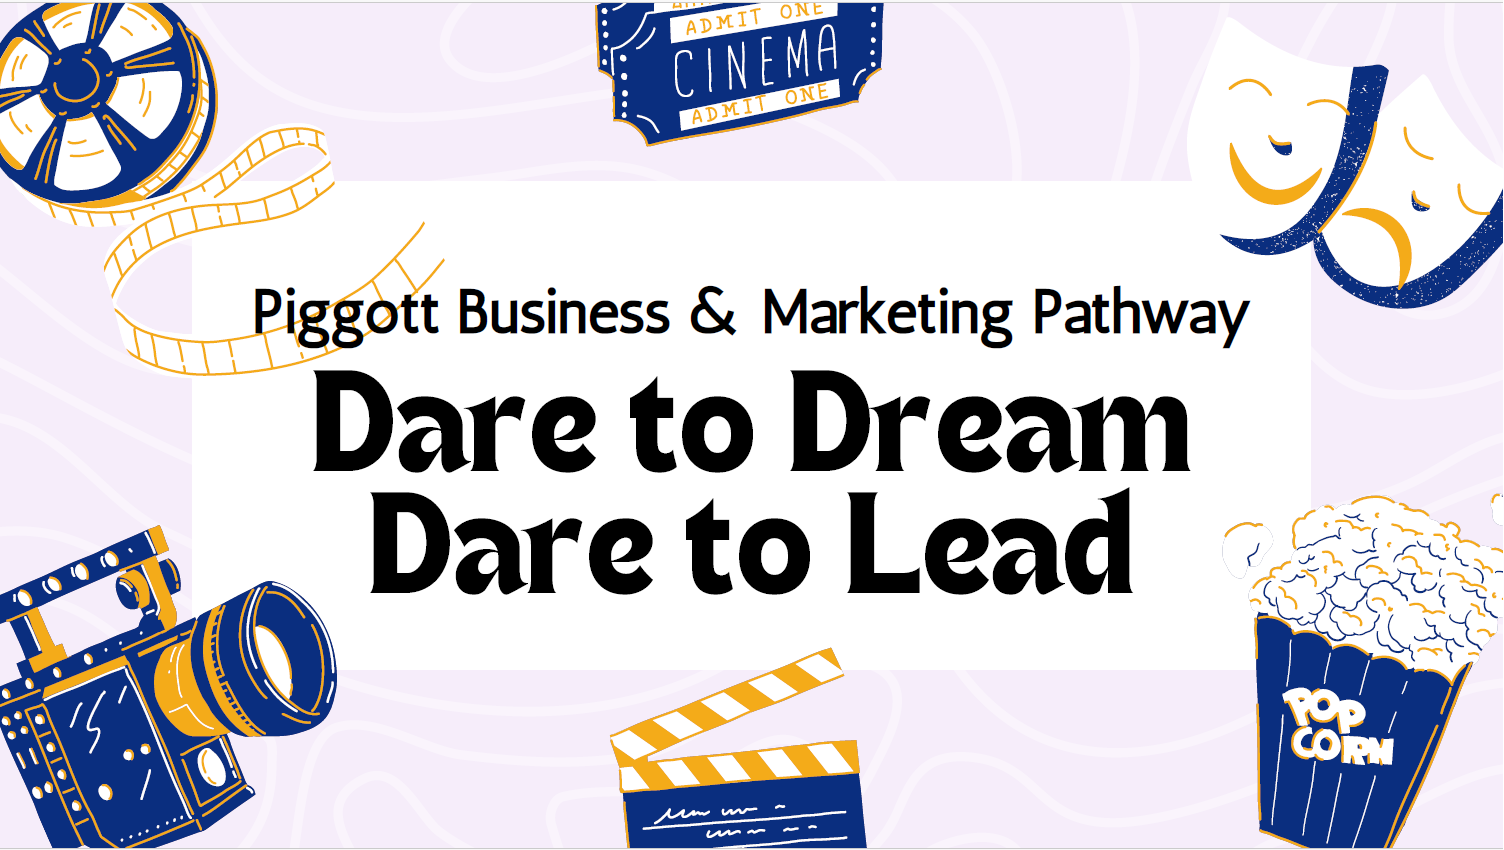 ADMIT ONE
CINEMA
ADMIT ONE
Piggott Business & Marketing Pathway
Dare to Dream
Dare to Lead
POP
CORN